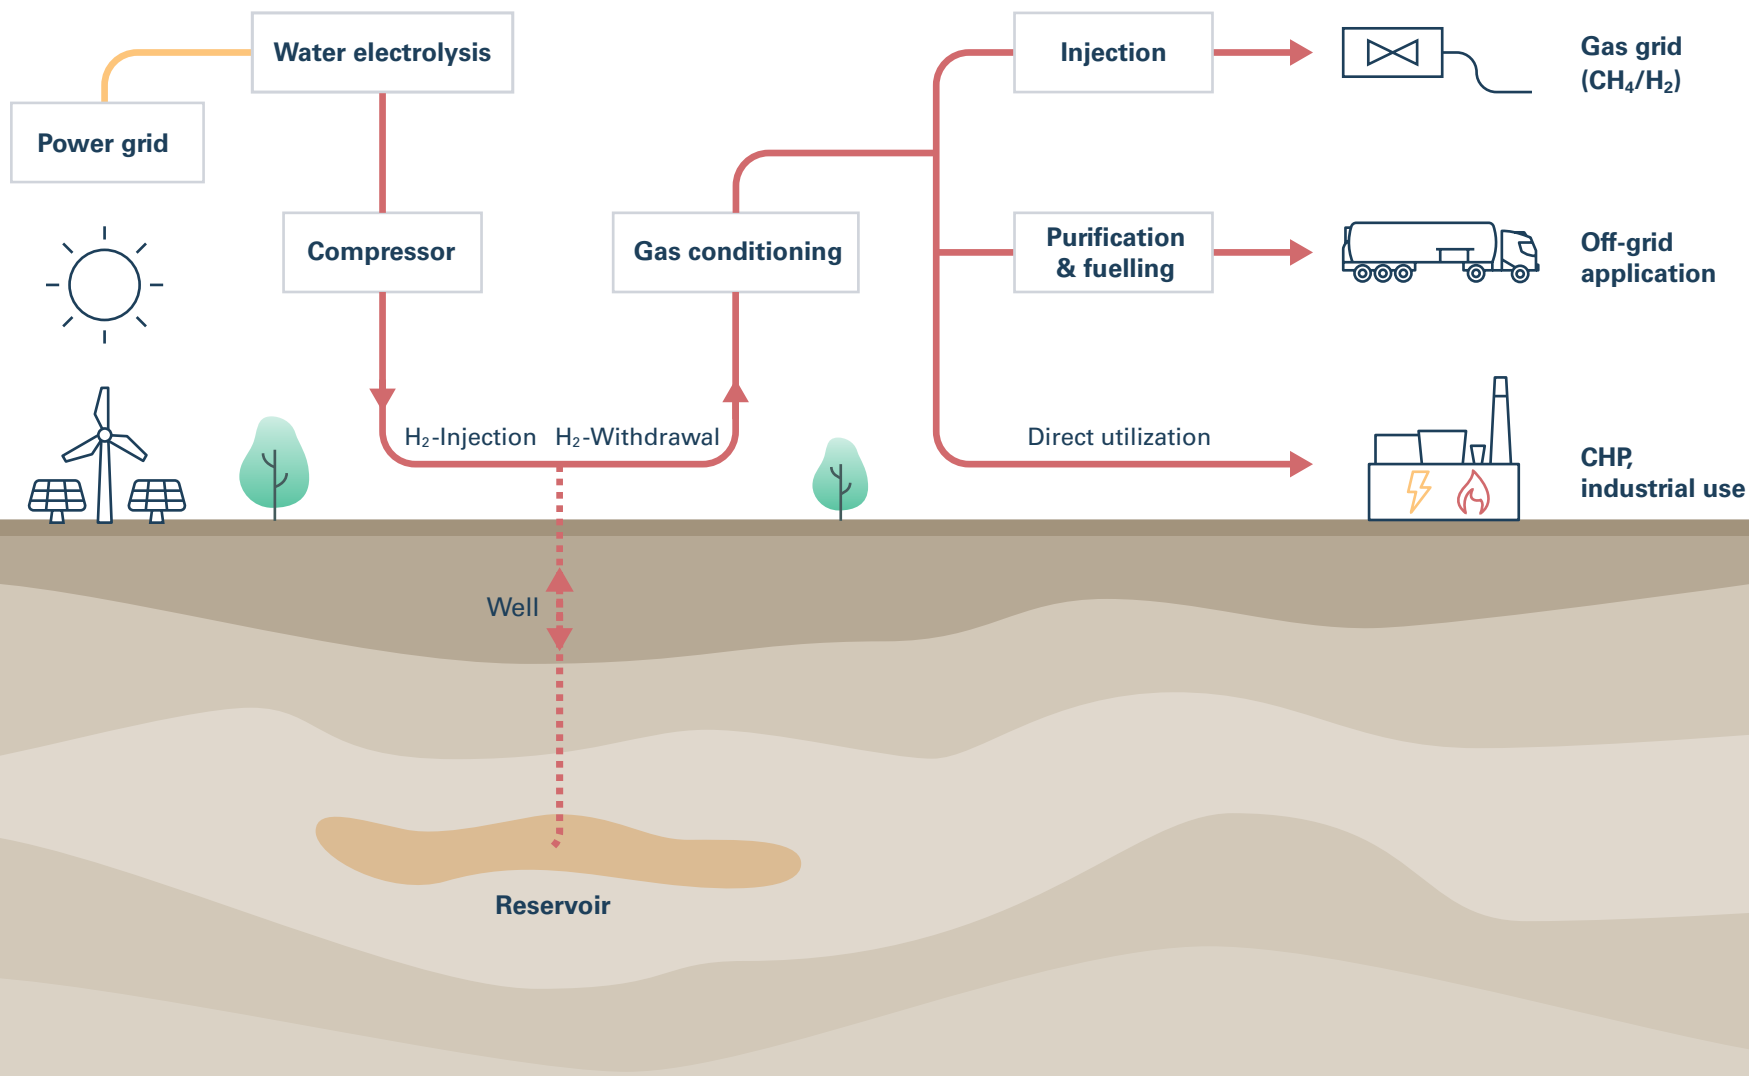 Water electrolysis
Power grid
Compressor
Gas conditioning
Injection
Gas grid
(CH₄/H₂)
Purification
& fuelling
Off-grid
application
H₂-Injection
H₂-Withdrawal
Direct utilization
CHP,
industrial use
Well
Reservoir